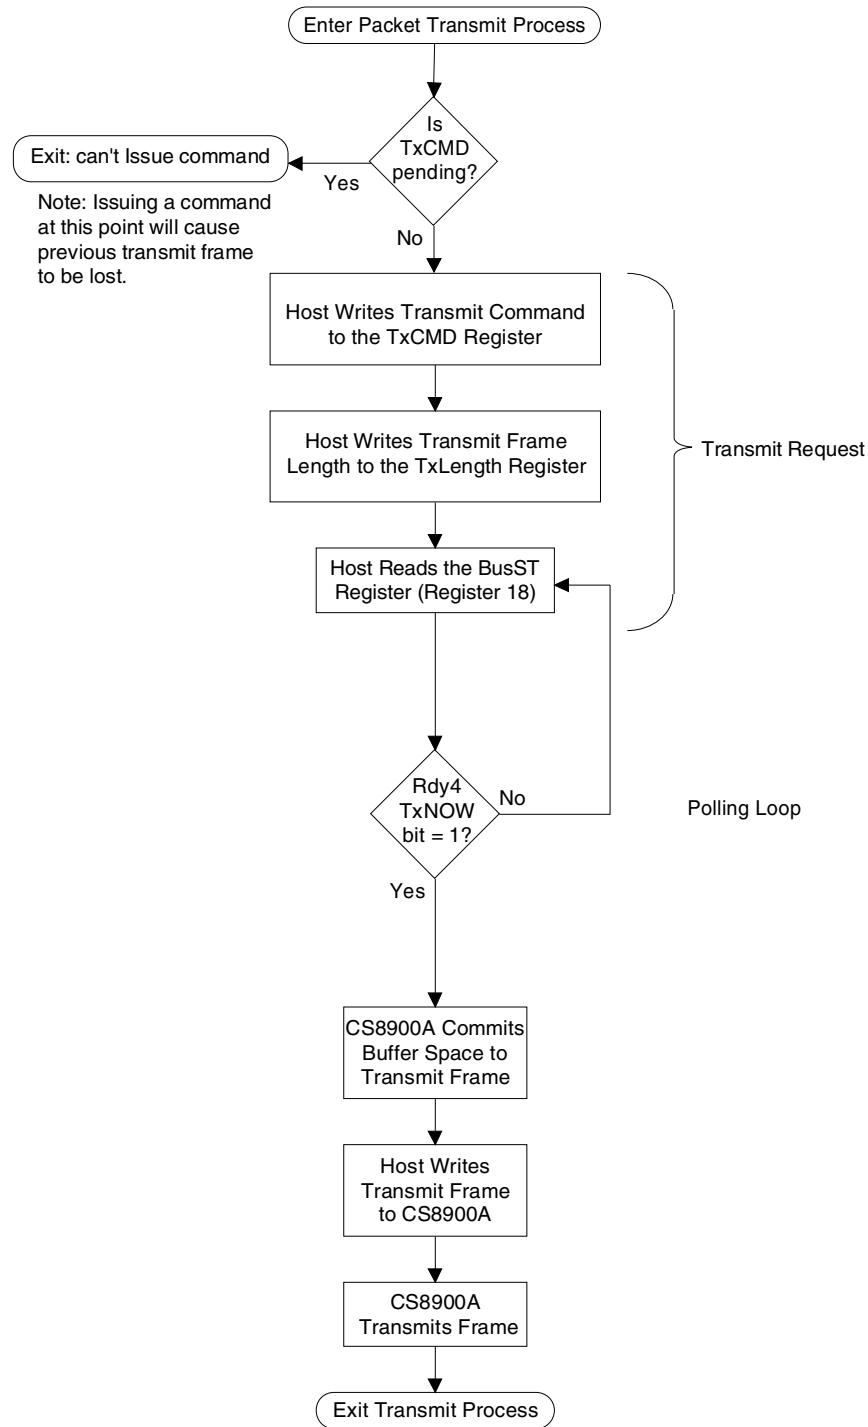 Enter Packet Transmit Process
Is
TxCMD
pending?
Exit: can't Issue command
Yes
Note: Issuing a command
at this point will cause
previous transmit frame
to be lost.
No
Host Writes Transmit Command
to the TxCMD Register
Host Writes Transmit Frame
Length to the TxLength Register
Transmit Request
Host Reads the BusST
Register (Register 18)
Rdy4
TxNOW
bit = 1?
No
Polling Loop
Yes
CS8900A Commits
Buffer Space to
Transmit Frame
Host Writes
Transmit Frame
to CS8900A
CS8900A
Transmits Frame
Exit Transmit Process